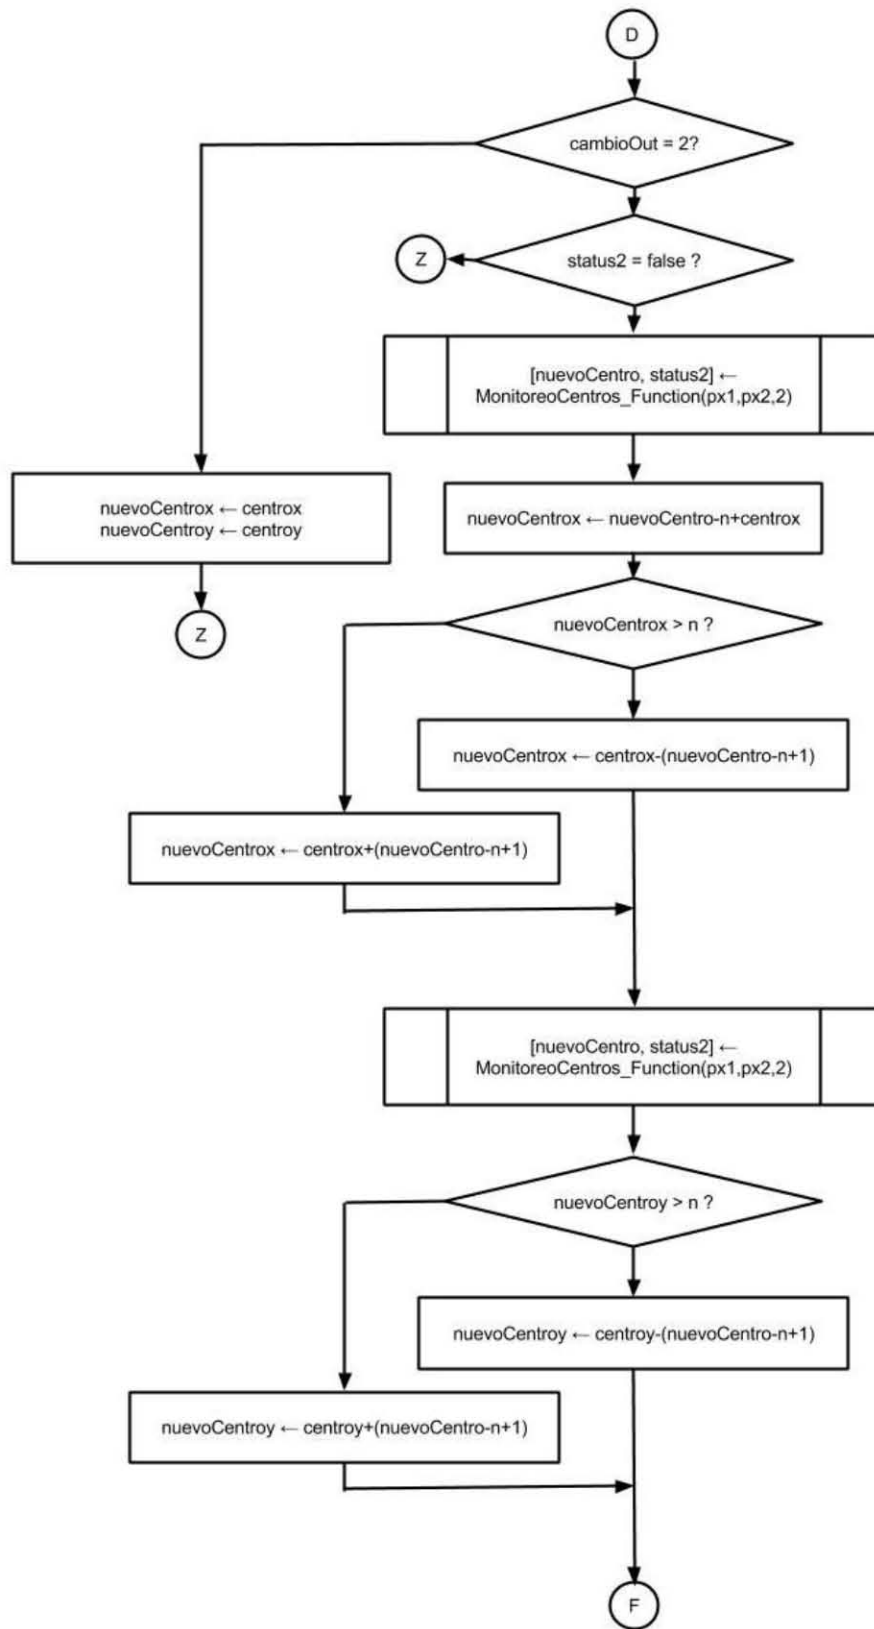 D
cambioOut = 2?
status2 = false ?
Z
[nuevoCentro, status2] ←
MonitoreoCentros_Function(px1,px2,2)
nuevoCentrox ← centrox
nuevoCentroy ← centroy
Z
nuevoCentrox ← nuevoCentro-n+centrox
nuevoCentrox > n ?
nuevoCentrox ← centrox-(nuevoCentro-n+1)
nuevoCentrox ← centrox+(nuevoCentro-n+1)
[nuevoCentro, status2] ←
MonitoreoCentros_Function(px1,px2,2)
nuevoCentroy > n ?
nuevoCentroy ← centroy-(nuevoCentro-n+1)
nuevoCentroy ← centroy+(nuevoCentro-n+1)
F